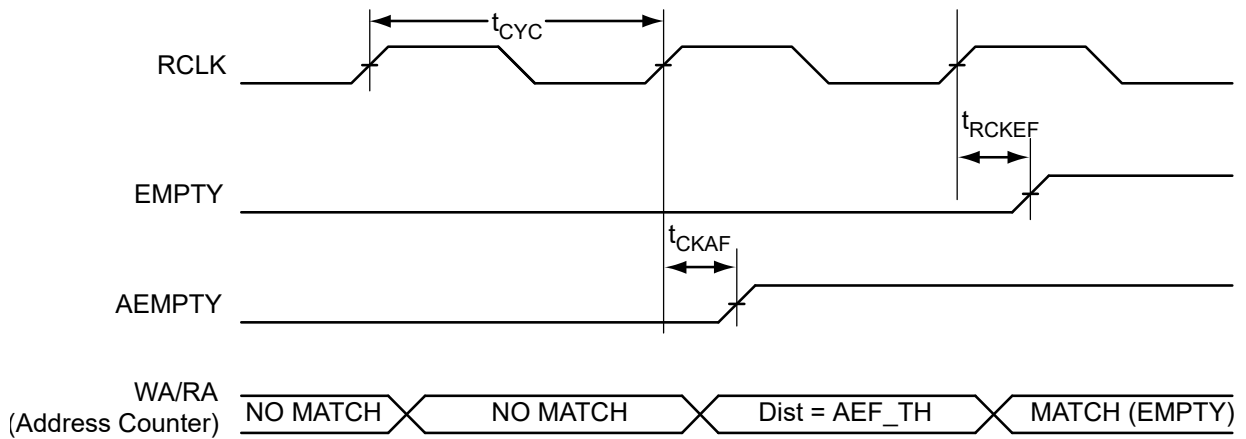 tCYC
RCLK
tRCKEF
EMPTY
tCKAF
AEMPTY
WA/RA
(Address Counter)
NO MATCH
NO MATCH
Dist = AEF_TH
MATCH (EMPTY)